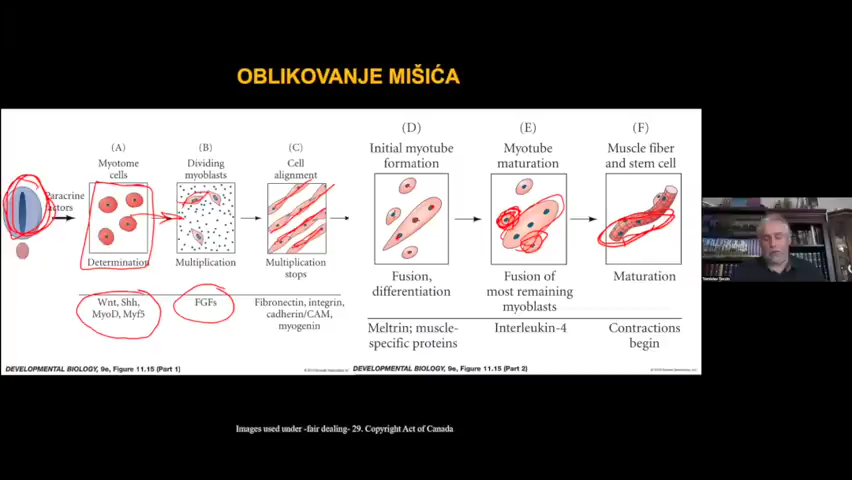 OBLIKOVANJE MIŠIĆA
(A)
Myotome
cells
(B)
Dividing
myoblasts
(C)
Cell
alignment
(D)
Initial myotube
formation
(E)
Myotube
maturation
(F)
Muscle fiber
and stem cell
Paracrine
factors
Determination
Multiplication
Multiplication
stops
Fusion,
differentiation
Fusion of
most remaining
myoblasts
Maturation
Wnt, Shh,
MyoD, Myf5
FGFs
Fibronectin, integrin,
cadherin/CAM,
myogenin
Meltrin; muscle-
specific proteins
Interleukin-4
Contractions
begin
DEVELOPMENTAL BIOLOGY, 9e, Figure 11.15 (Part 1)
DEVELOPMENTAL BIOLOGY, 9e, Figure 11.15 (Part 2)
Images used under -fair dealing- 29. Copyright Act of Canada